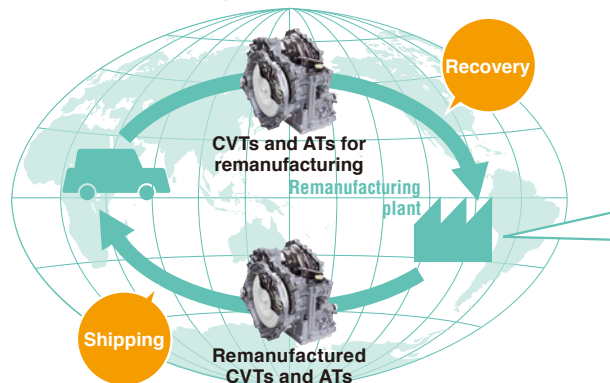 Recovery
CVTs and ATs for
remanufacturing
Remanufacturing
plant
Shipping
Remanufactured
CVTs and ATs